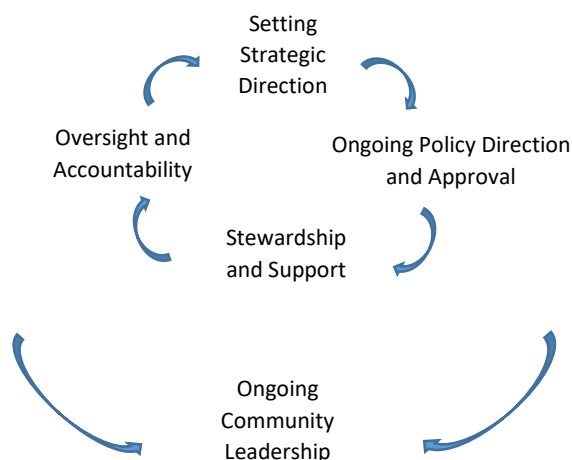 Setting
Strategic
Direction
Oversight and
Accountability
Ongoing Policy Direction
and Approval
Stewardship
and Support
Ongoing
Community
Leadership